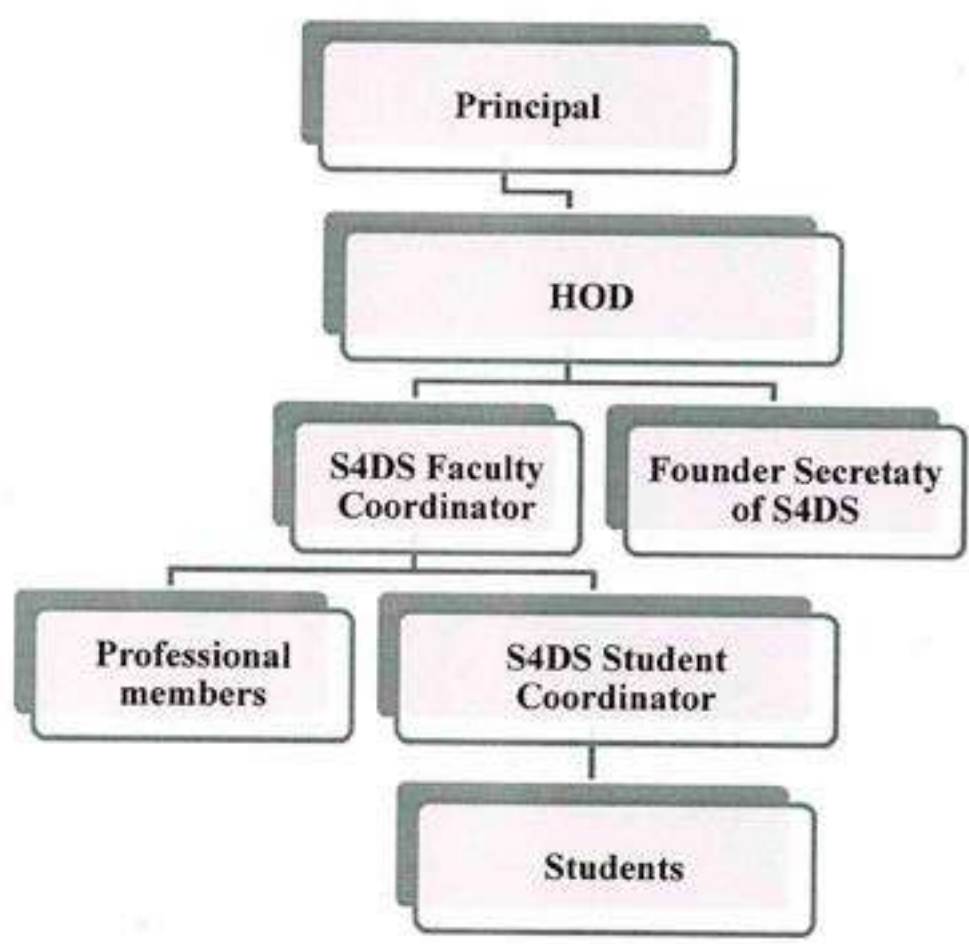 Principal
HOD
S4DS Faculty
Coordinator
Founder Secretaty
of S4DS
Professional
members
S4DS Student
Coordinator
Students